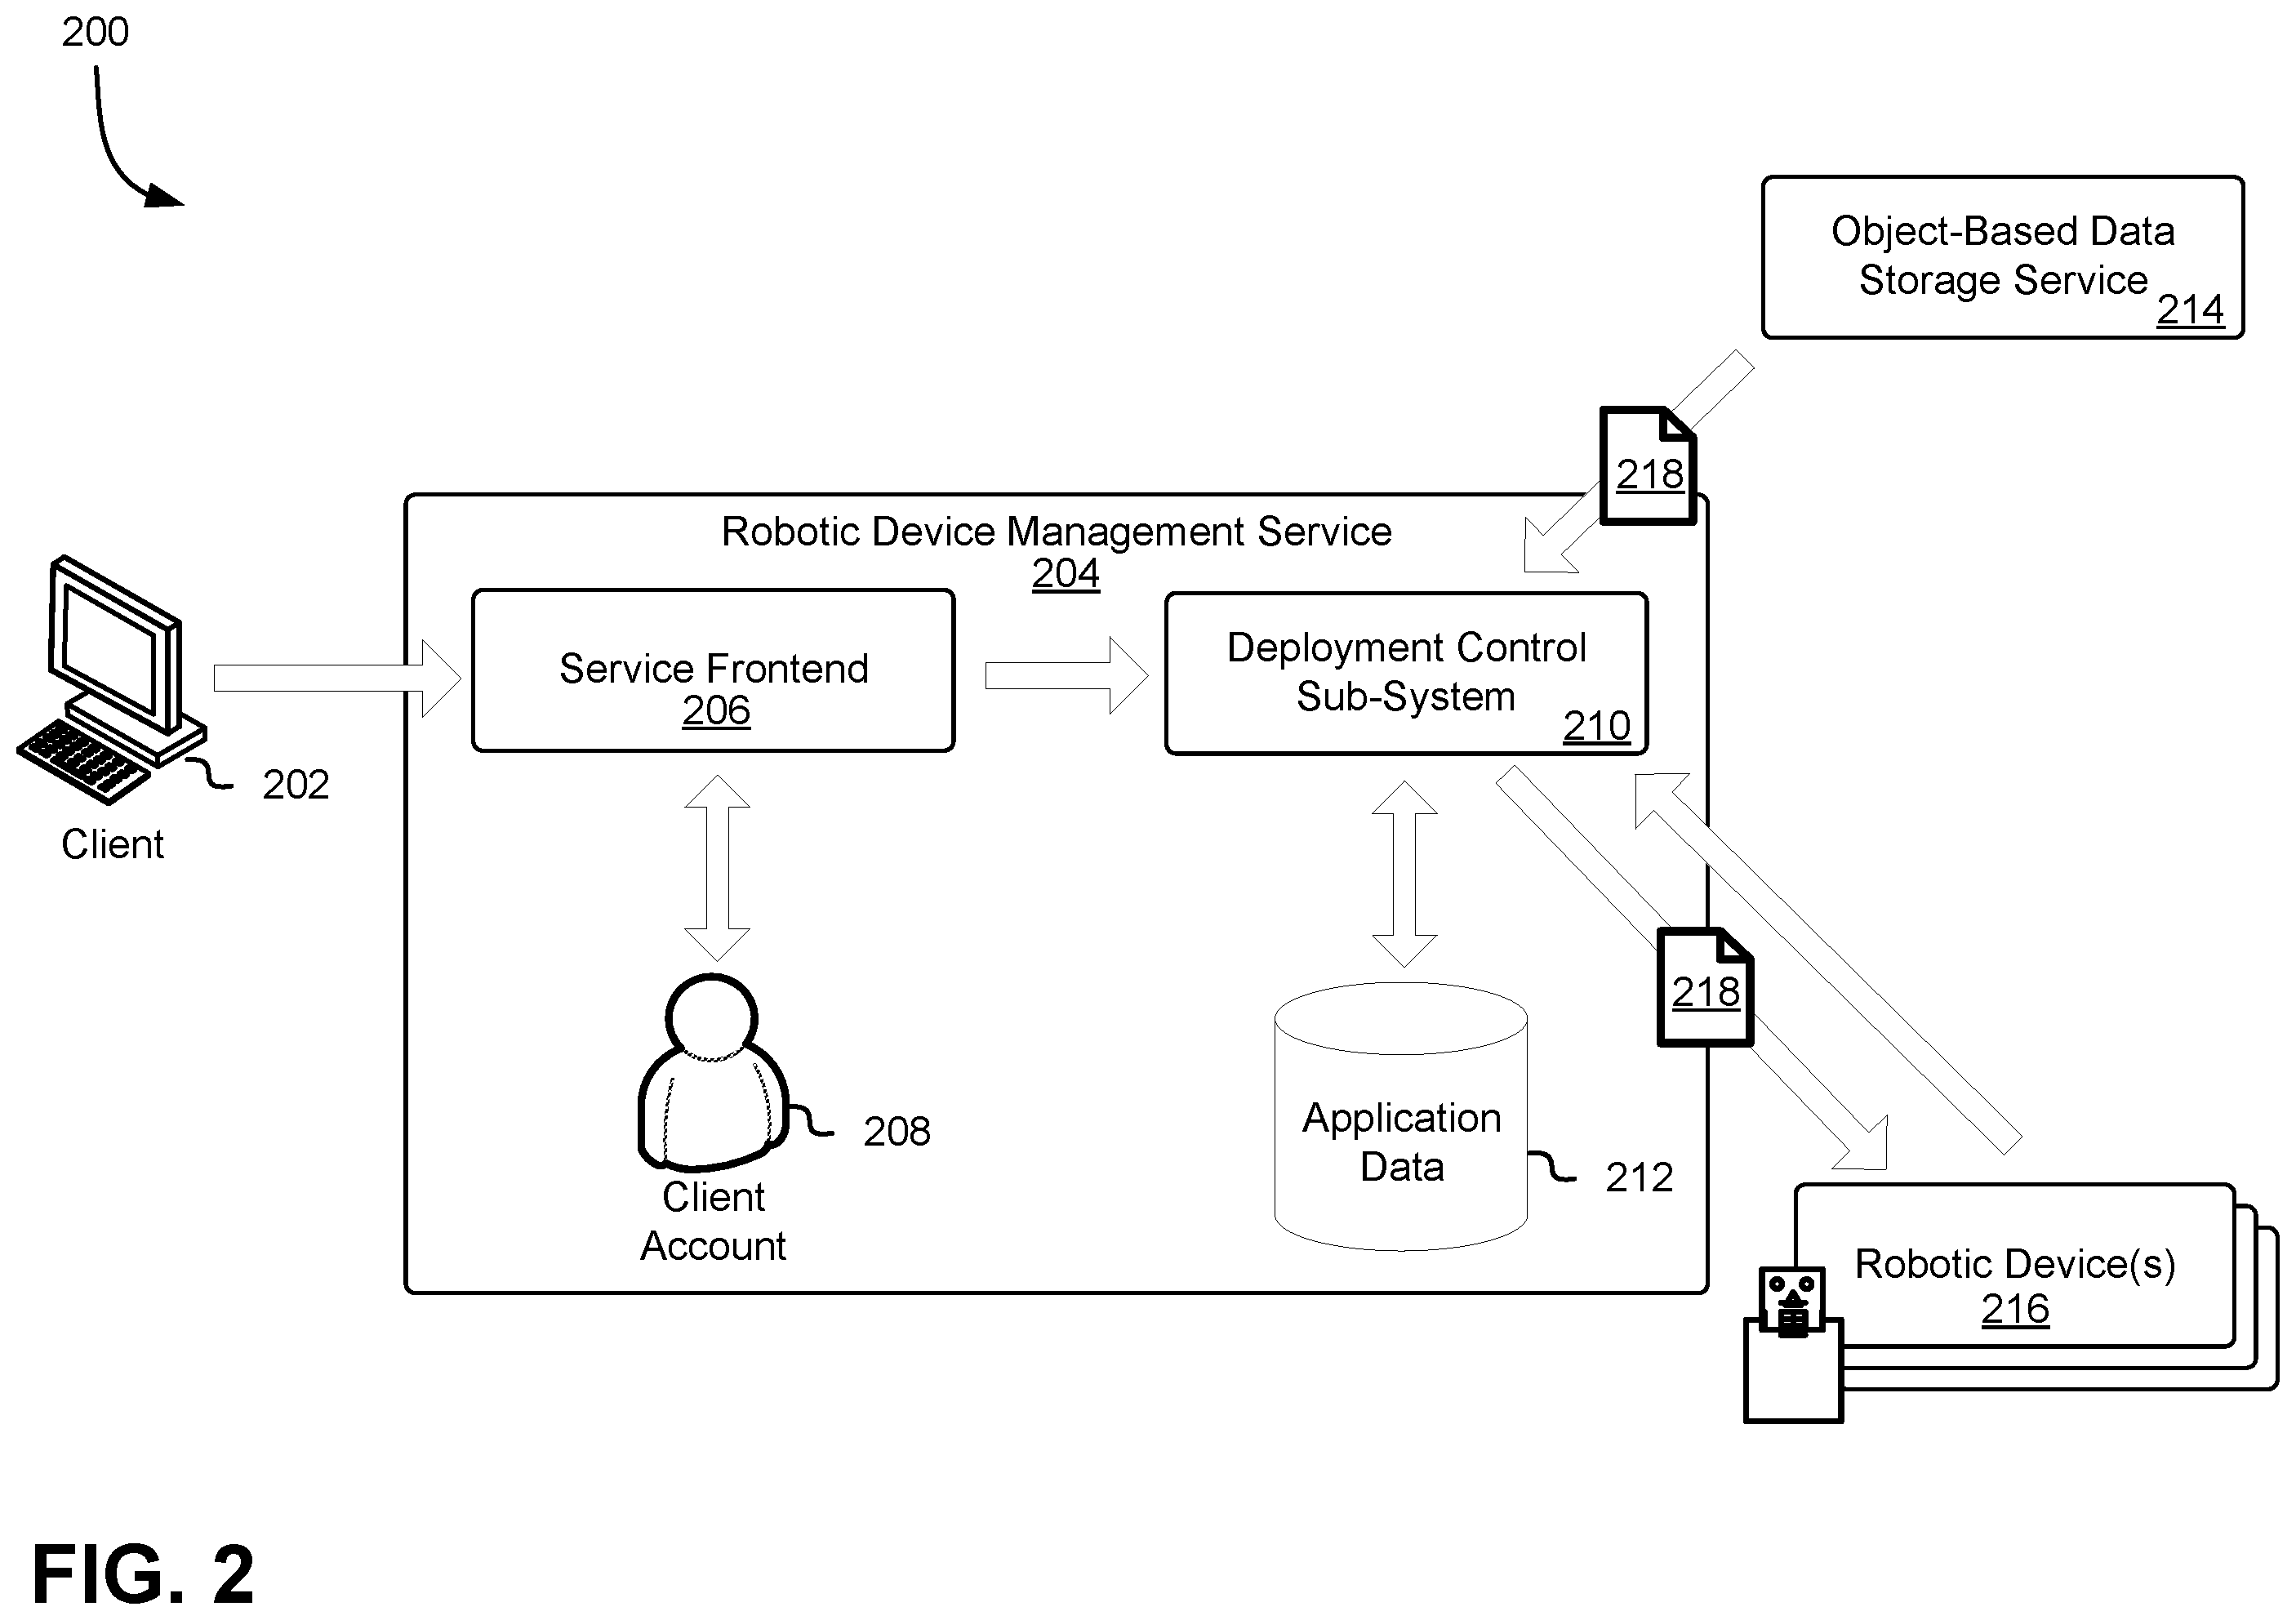 200
Object-Based Data
Storage Service
214
218
Robotic Device Management Service
204
Service Frontend
206
Deployment Control
Sub-System
210
202
Client
218
208
Client
Account
Application
Data
212
Robotic Device(s)
216
FIG. 2